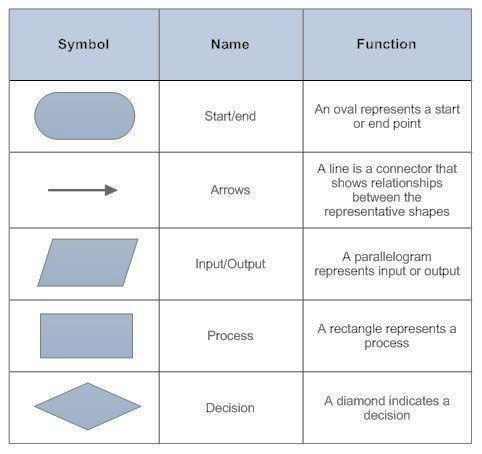 Symbol Name Function
Start/end
An oval represents a start
or end point
Arrows
A line is a connector that
shows relationships
between the
representative shapes
Input/Output
A parallelogram
represents input or output
Process
A rectangle represents a
process
Decision
A diamond indicates a
decision